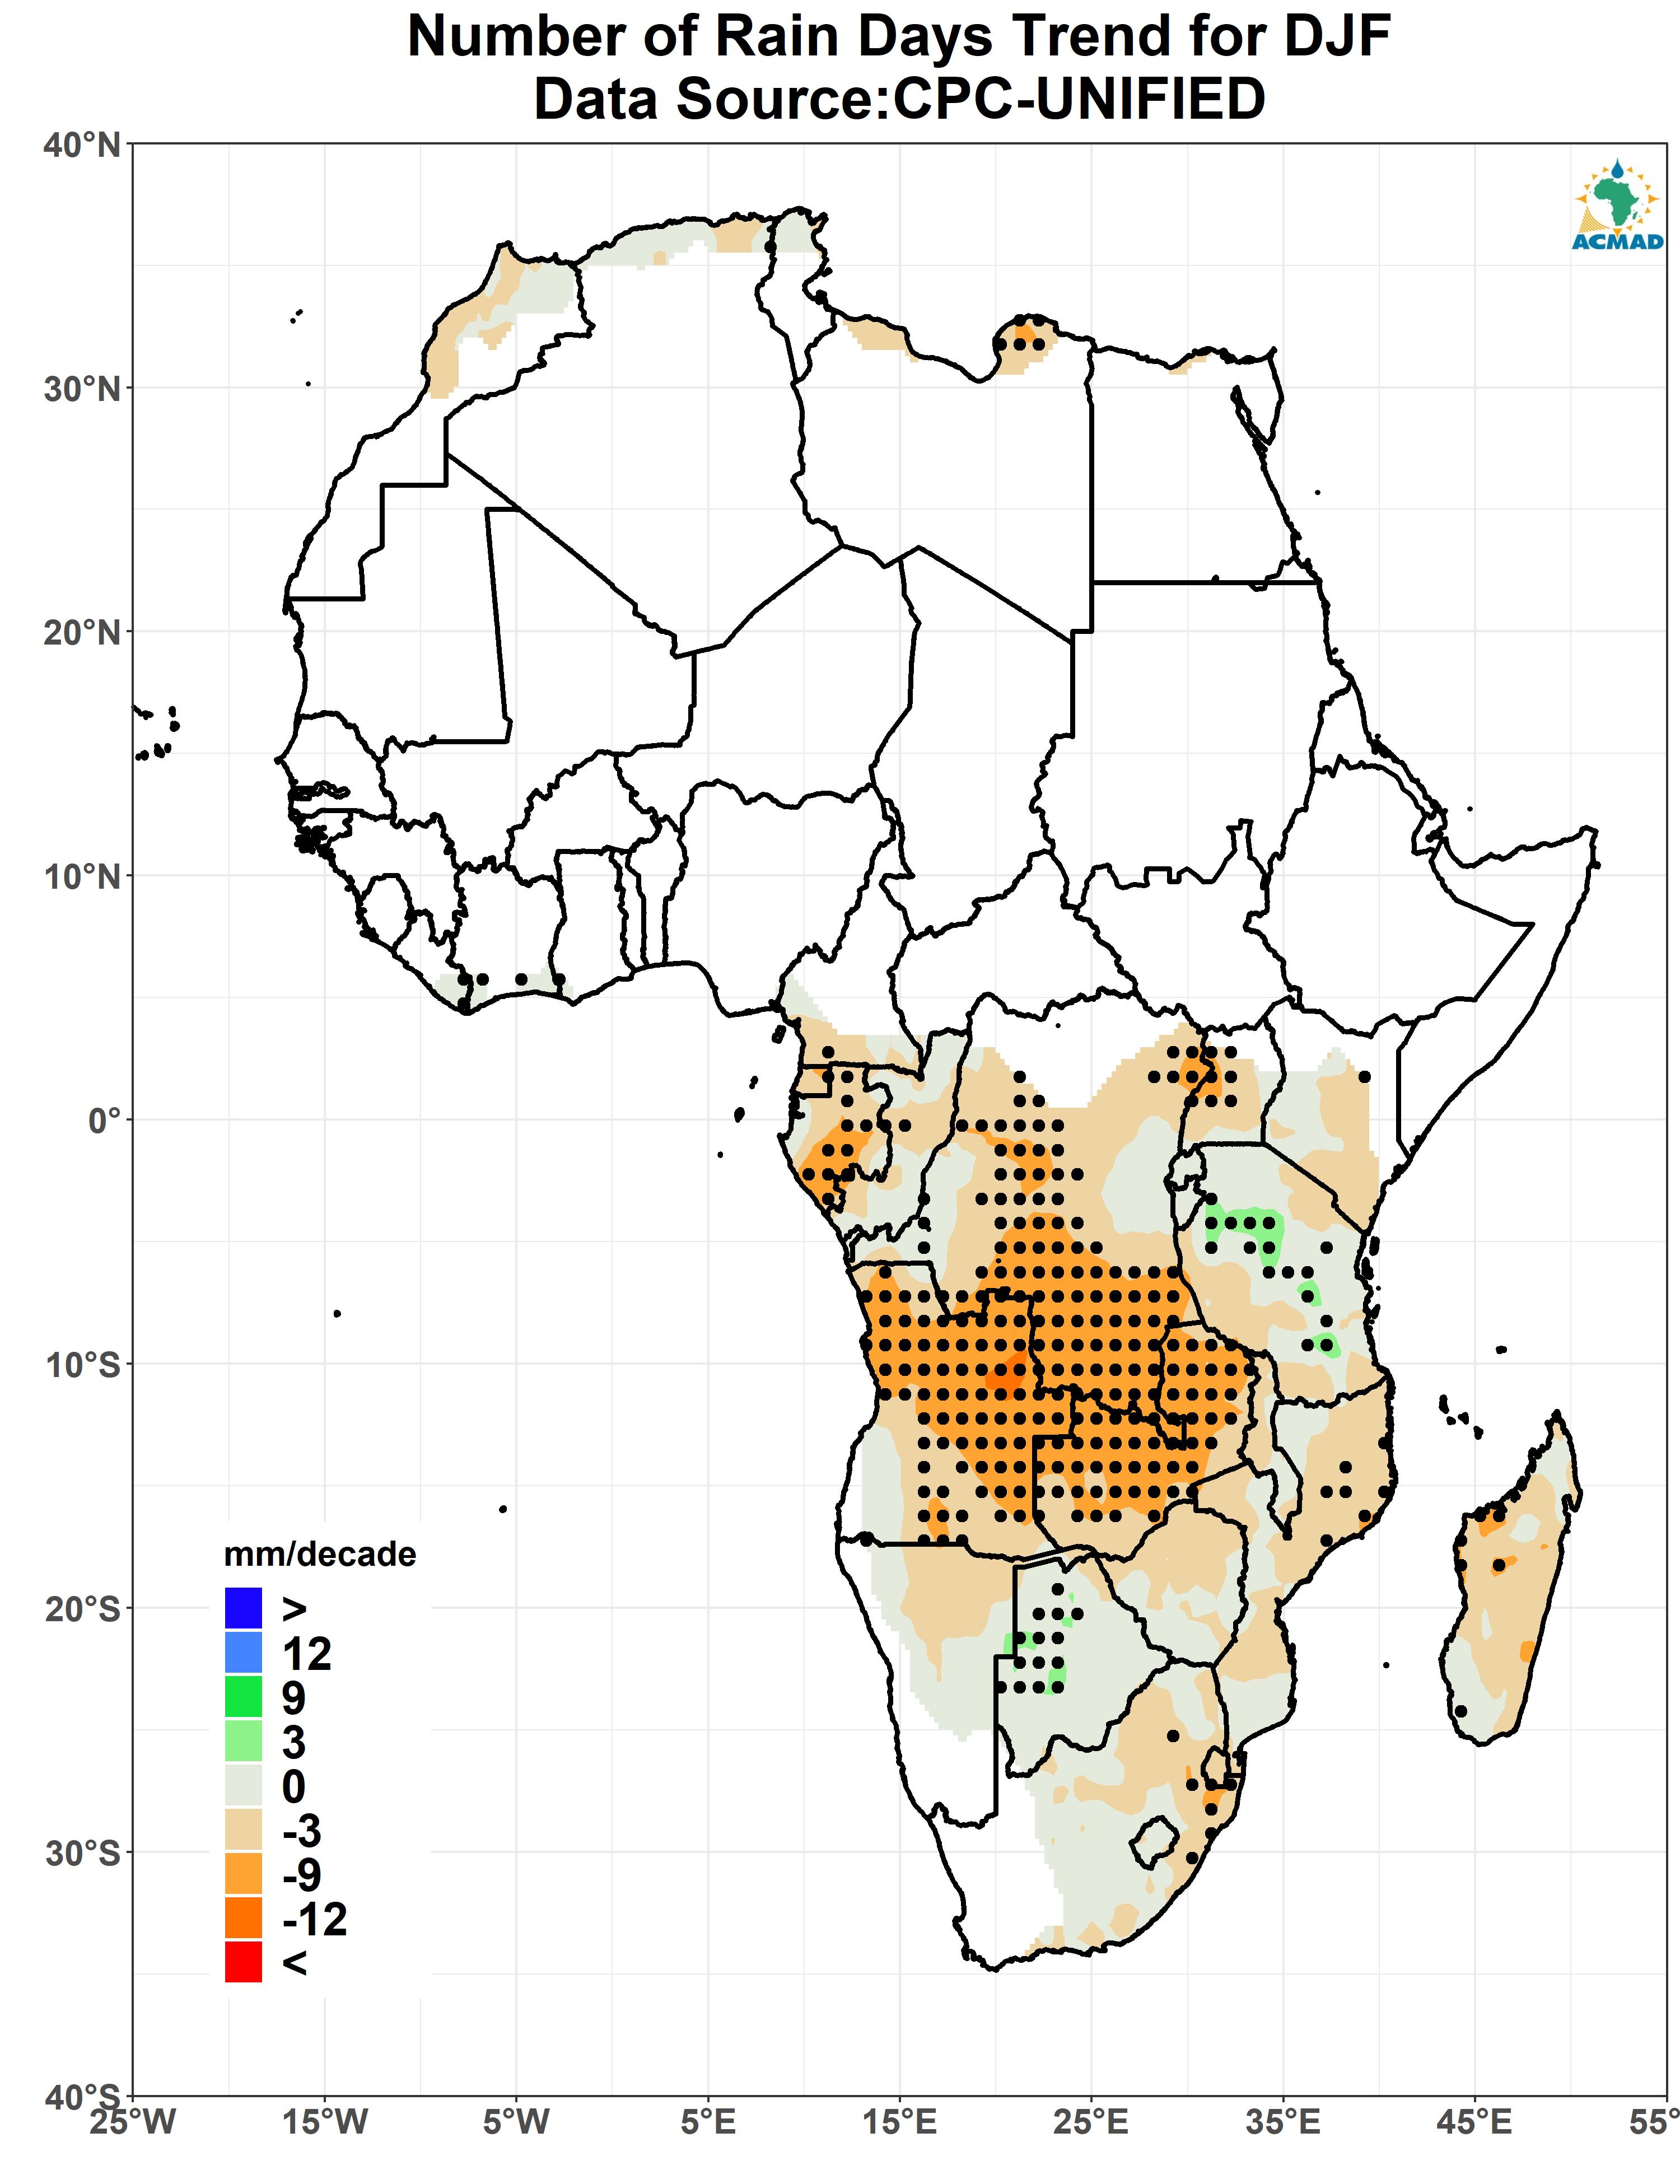 Number of Rain Days Trend for DJF
Data Source:CPC-UNIFIED
40°N
ACMAD
30°N
20°N
10°N
0°
10°S
mm/decade
>
12
20°S
9
3
0
-3
30°S
-9
-12
<
40°S
25°W 15°W 5°W 5°E 15°E 25°E 35°E 45°E 55°